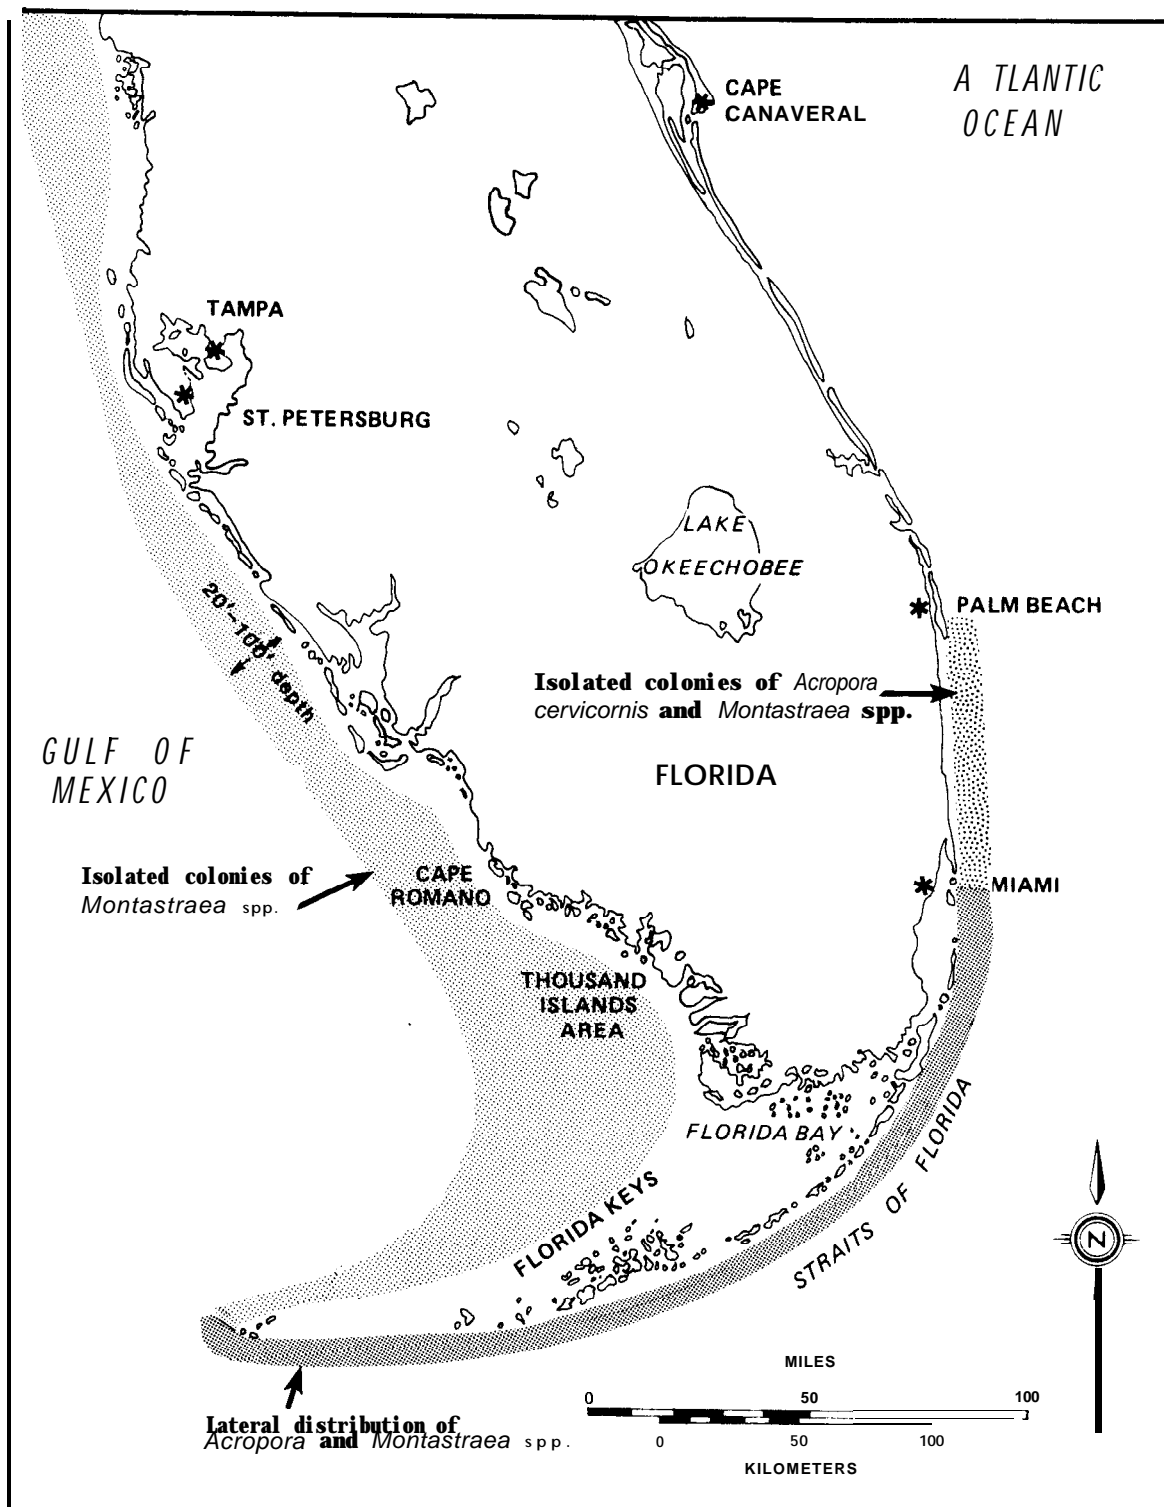 A TLANTIC
OCEAN
CAPE
CANAVERAL
TAMPA
ST. PETERSBURG
LAKE
OKEECHOBEE
20'–100' depth
PALM BEACH
Isolated colonies of Acropora
cervicornis and Montastraea spp.
GULF OF
MEXICO
FLORIDA
Isolated colonies of
Montastraea spp.
CAPE
ROMANO
MIAMI
THOUSAND
ISLANDS
AREA
FLORIDA BAY
STRAITS OF FLORIDA
FLORIDA KEYS
N
MILES
0 50 100
0 50 100
KILOMETERS
Lateral distribution of
Acropora and Montastraea spp.